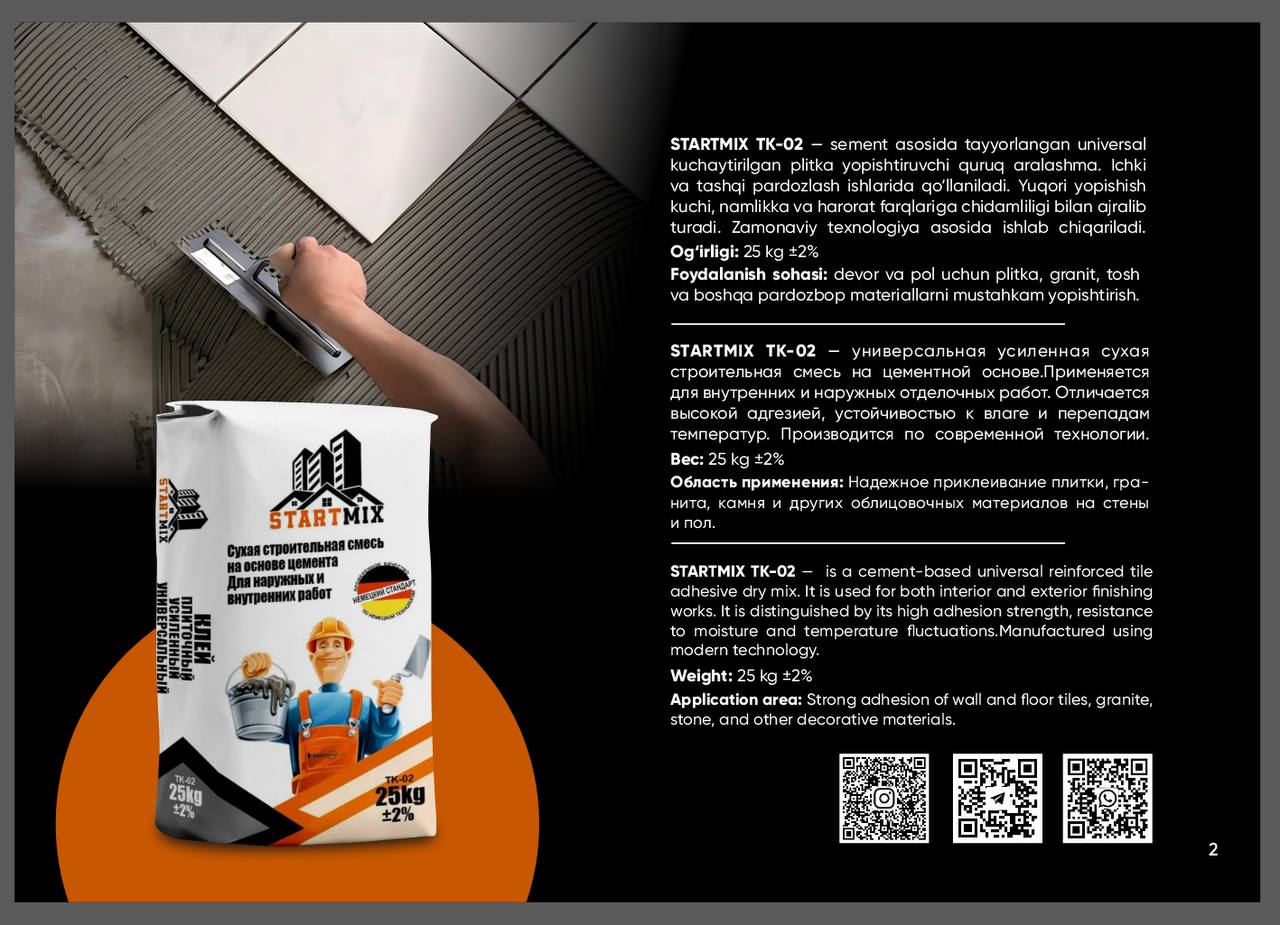 STARTMIX TK-02 — sement asosida tayyorlangan universal
kuchaytirilgan plitka yopishtiruvchi quruq aralashma. Ichki
va tashqi pardozlash ishlarida qo‘llaniladi. Yuqori yopishish
kuchi, namlikka va harorat farqlariga chidamliligi bilan ajralib
turadi. Zamonaviy texnologiya asosida ishlab chiqariladi.
Og‘irligi: 25 kg ±2%
Foydalanish sohasi: devor va pol uchun plitka, granit, tosh
va boshqa pardozbop materiallarni mustahkam yopishtirish.
STARTMIX TK-02 — универсальная усиленная сухая
строительная смесь на цементной основе.Применяется
для внутренних и наружных отделочных работ. Отличается
высокой адгезией, устойчивостью к влаге и перепадам
температур. Производится по современной технологии.
Вес: 25 kg ±2%
Область применения: Надежное приклеивание плитки, гра-
нита, камня и других облицовочных материалов на стены
и пол.
STARTMIX TK-02 — is a cement-based universal reinforced tile
adhesive dry mix. It is used for both interior and exterior finishing
works. It is distinguished by its high adhesion strength, resistance
to moisture and temperature fluctuations.Manufactured using
modern technology.
Weight: 25 kg ±2%
Application area: Strong adhesion of wall and floor tiles, granite,
stone, and other decorative materials.
2
STARTMIX
Сухая строительная смесь
на основе цемента
Для наружных и
внутренних работ
НЕМЕЦКИЙ СТАНДАРТ
TK-02
25kg
±2%
STARTMIX
КЛЕЙ
ПЛИТОЧНЫЙ
УСИЛЕННЫЙ
УНИВЕРСАЛЬНЫЙ
TK-02
25kg
±2%